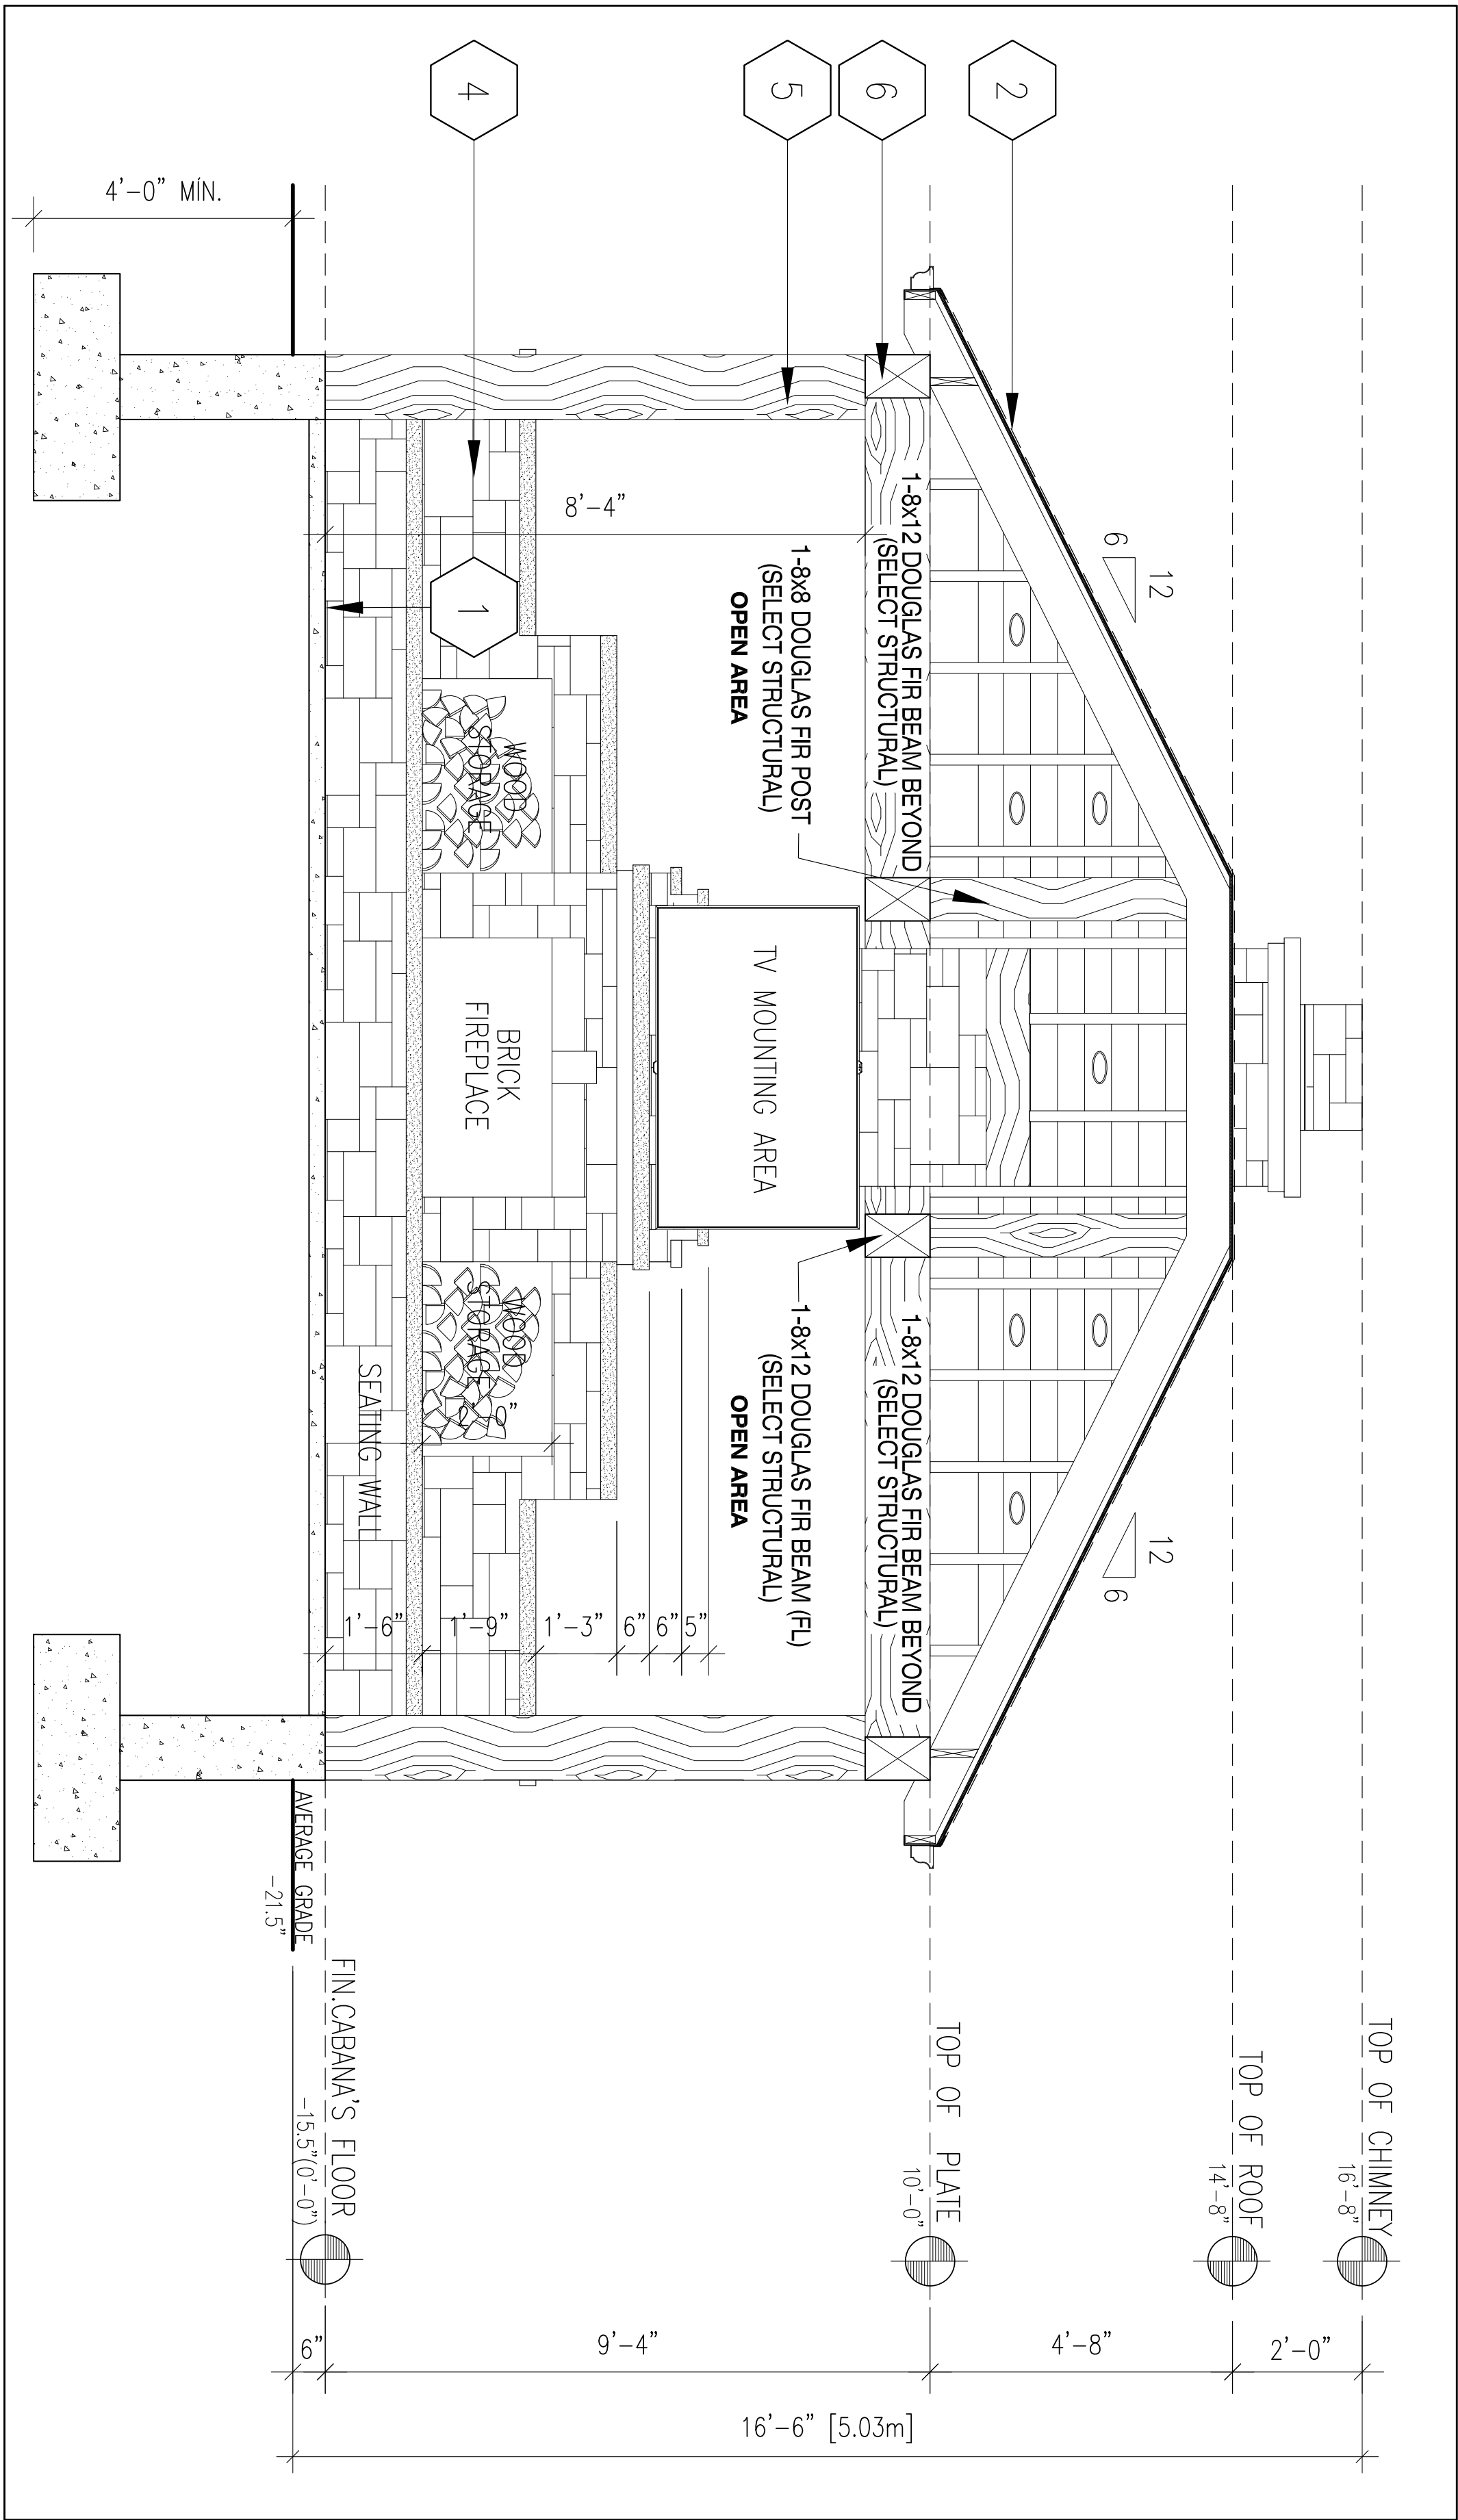 2
6
5
4
1
4'-0" MÍN.
12
6
12
6
1-8x12 DOUGLAS FIR BEAM BEYOND
(SELECT STRUCTURAL)
1-8x12 DOUGLAS FIR BEAM BEYOND
(SELECT STRUCTURAL)
8'-4"
1-8x8 DOUGLAS FIR POST
(SELECT STRUCTURAL)
OPEN AREA
1-8x12 DOUGLAS FIR BEAM (FL)
(SELECT STRUCTURAL)
OPEN AREA
TV MOUNTING AREA
WOOD
STORAGE
BRICK
FIREPLACE
WOOD
STORAGE
2'-0"
SEATING WALL
5"
6"
6"
1'-3"
1'-9"
1'-6"
TOP OF CHIMNEY
16'-8"
TOP OF ROOF
14'-8"
TOP OF PLATE
10'-0"
FIN.CABANA'S FLOOR
-15.5"(0'-0")
AVERAGE GRADE
-21.5"
2'-0"
4'-8"
9'-4"
6"
16'-6" [5.03m]